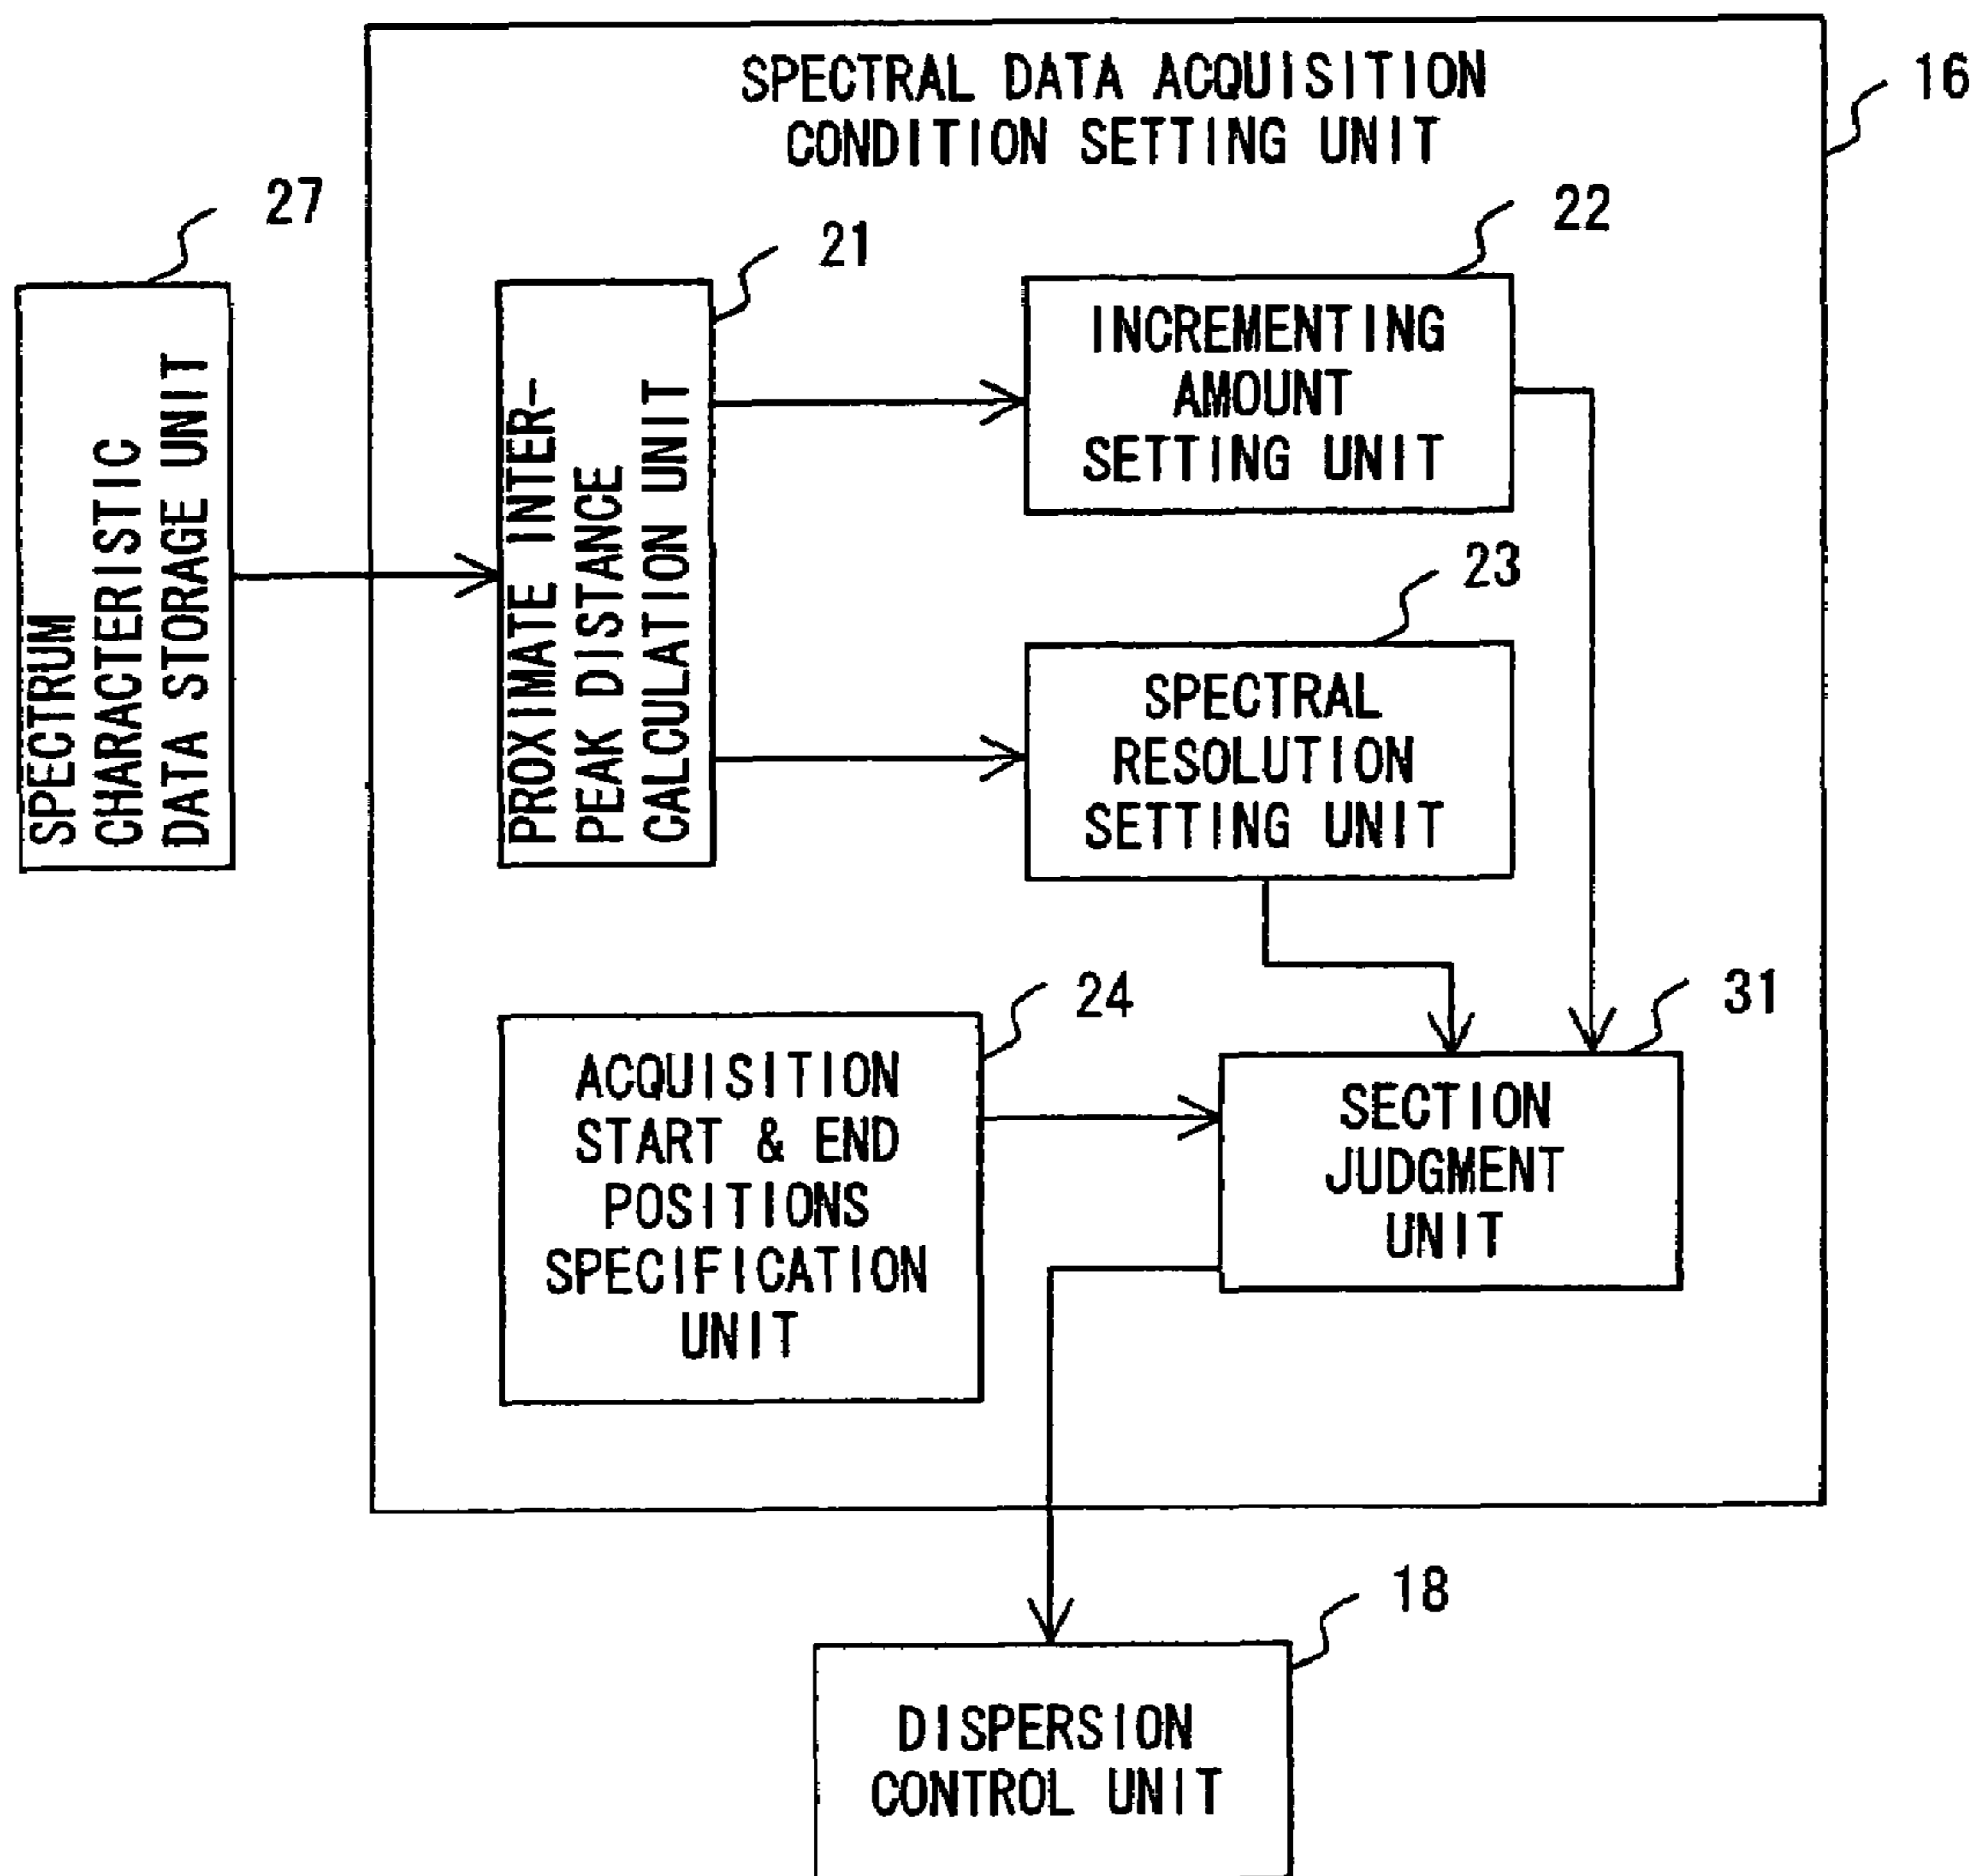 SPECTRAL DATA ACQUISITION
CONDITION SETTING UNIT
16
27
21
22
SPECTRUM
CHARACTERISTIC
DATA STORAGE UNIT
PROXIMATE INTER-
PEAK DISTANCE
CALCULATION UNIT
INCREMENTING
AMOUNT
SETTING UNIT
23
SPECTRAL
RESOLUTION
SETTING UNIT
24
31
ACQUISITION
START & END
POSITIONS
SPECIFICATION
UNIT
SECTION
JUDGMENT
UNIT
18
DISPERSION
CONTROL UNIT